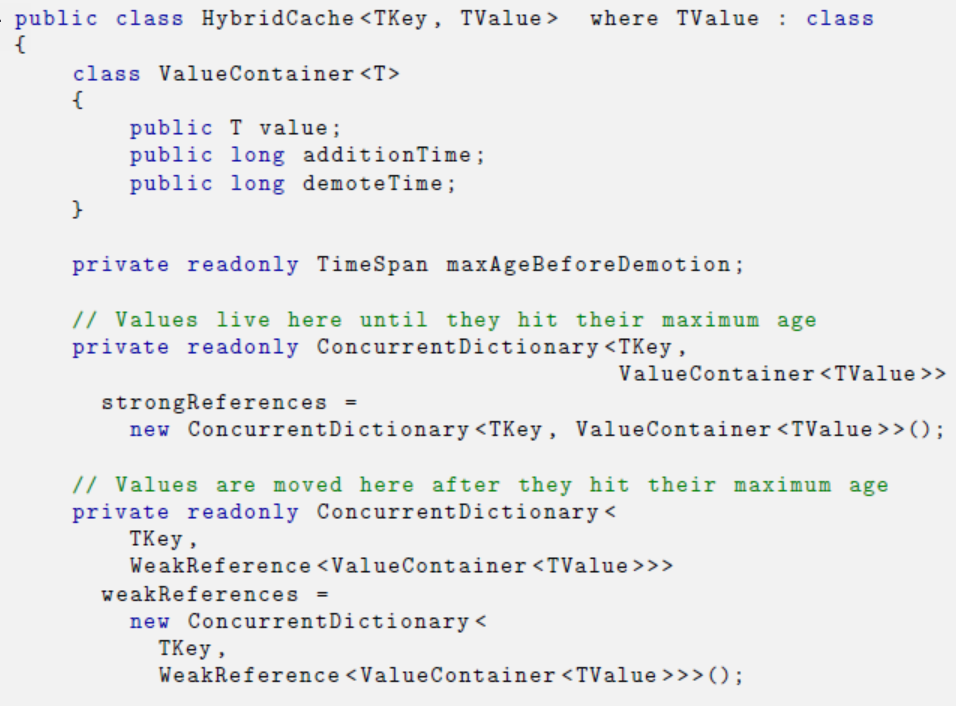 public class HybridCache<TKey, TValue>  where TValue : class
{
    class ValueContainer<T>
    {
        public T value;
        public long additionTime;
        public long demoteTime;
    }

    private readonly TimeSpan maxAgeBeforeDemotion;

    // Values live here until they hit their maximum age
    private readonly ConcurrentDictionary<TKey,
                                          ValueContainer<TValue>>
      strongReferences =
        new ConcurrentDictionary<TKey, ValueContainer<TValue>>();

    // Values are moved here after they hit their maximum age
    private readonly ConcurrentDictionary<
        TKey,
        WeakReference<ValueContainer<TValue>>>
      weakReferences =
        new ConcurrentDictionary<
          TKey,
          WeakReference<ValueContainer<TValue>>>();